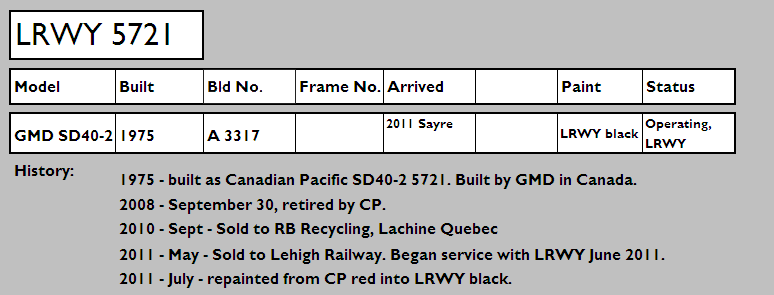 LRWY 5721
Model Built Bld No. Frame No. Arrived Paint Status
GMD SD40-2 1975 A 3317 2011 Sayre LRWY black Operating,
LRWY
History:
1975 - built as Canadian Pacific SD40-2 5721. Built by GMD in Canada.
2008 - September 30, retired by CP.
2010 - Sept - Sold to RB Recycling, Lachine Quebec
2011 - May - Sold to Lehigh Railway. Began service with LRWY June 2011.
2011 - July - repainted from CP red into LRWY black.